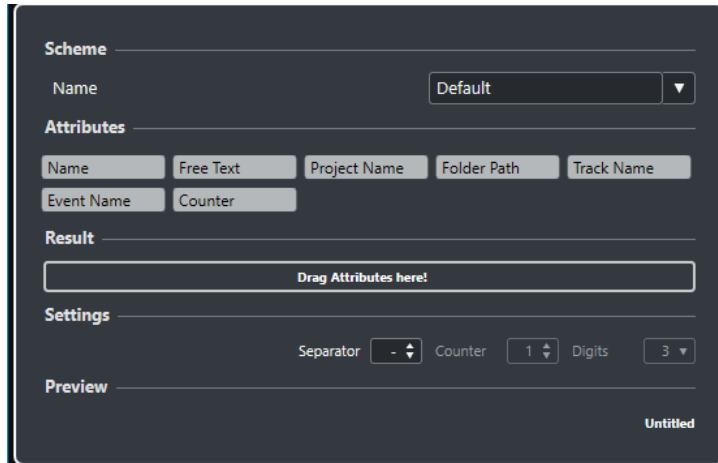 Scheme
Name Default
Attributes
Name Free Text Project Name Folder Path Track Name
Event Name Counter
Result
Drag Attributes here!
Settings
Separator - Counter 1 Digits 3
Preview
Untitled